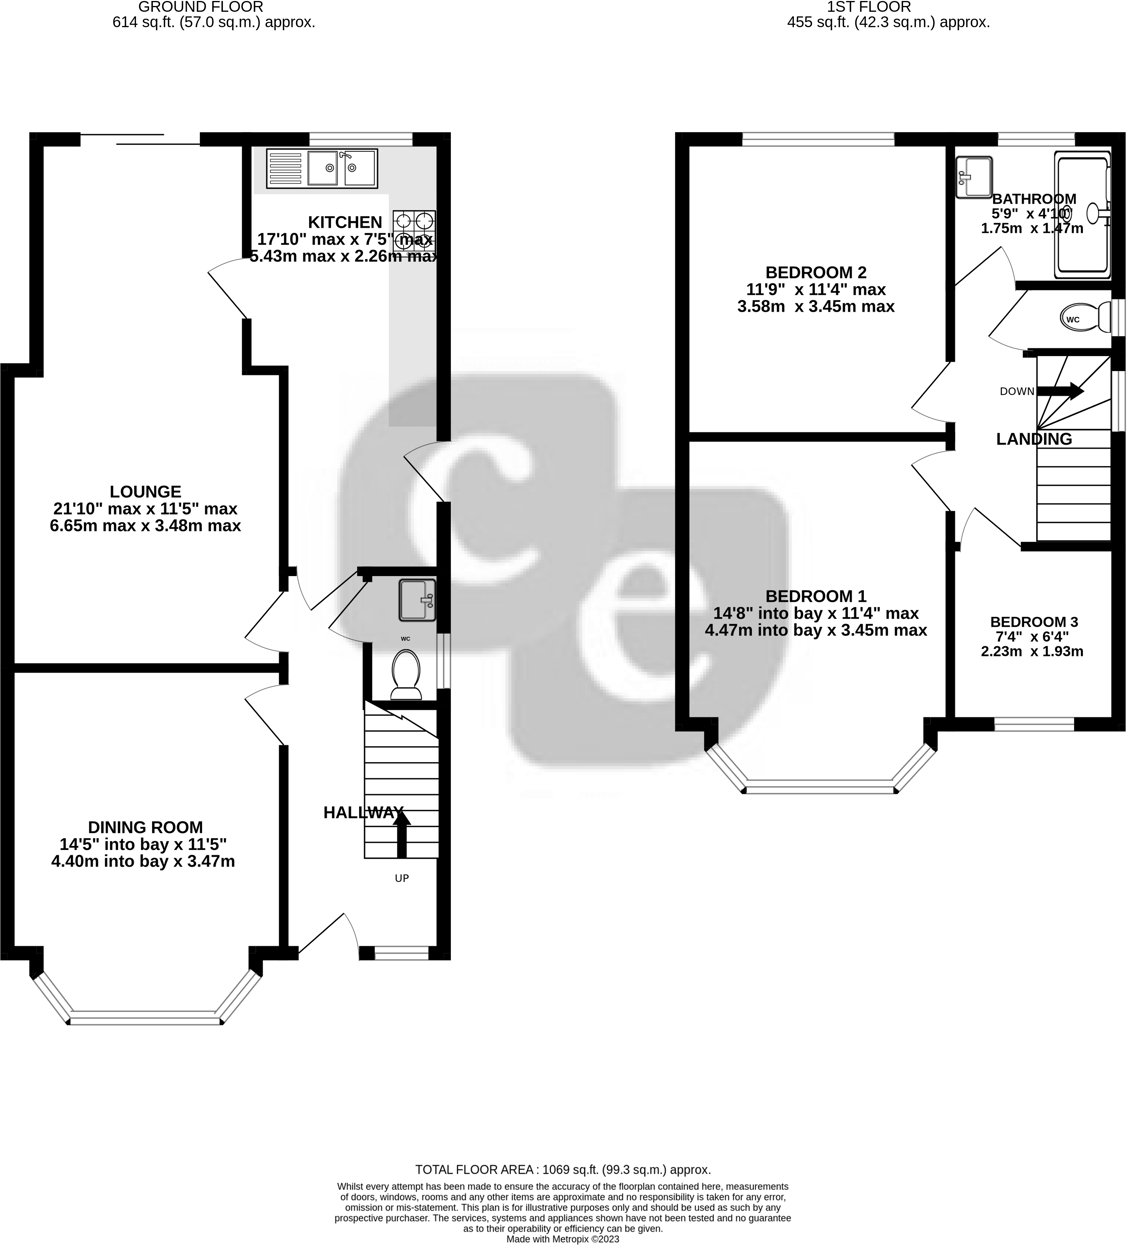 GROUND FLOOR
614 sq.ft. (57.0 sq.m.) approx.
1ST FLOOR
455 sq.ft. (42.3 sq.m.) approx.
KITCHEN
17'10" max x 7'5" max
5.43m max x 2.26m max
LOUNGE
21'10" max x 11'5" max
6.65m max x 3.48m max
WC
DINING ROOM
14'5" into bay x 11'5"
4.40m into bay x 3.47m
HALLWAY
UP
BEDROOM 2
11'9" x 11'4" max
3.58m x 3.45m max
BATHROOM
5'9" x 4'10"
1.75m x 1.47m
WC
DOWN
LANDING
BEDROOM 1
14'8" into bay x 11'4" max
4.47m into bay x 3.45m max
BEDROOM 3
7'4" x 6'4"
2.23m x 1.93m
ce
TOTAL FLOOR AREA : 1069 sq.ft. (99.3 sq.m.) approx.
Whilst every attempt has been made to ensure the accuracy of the floorplan contained here, measurements
of doors, windows, rooms and any other items are approximate and no responsibility is taken for any error,
omission or mis-statement. This plan is for illustrative purposes only and should be used as such by any
prospective purchaser. The services, systems and appliances shown have not been tested and no guarantee
as to their operability or efficiency can be given.
Made with Metropix ©2023